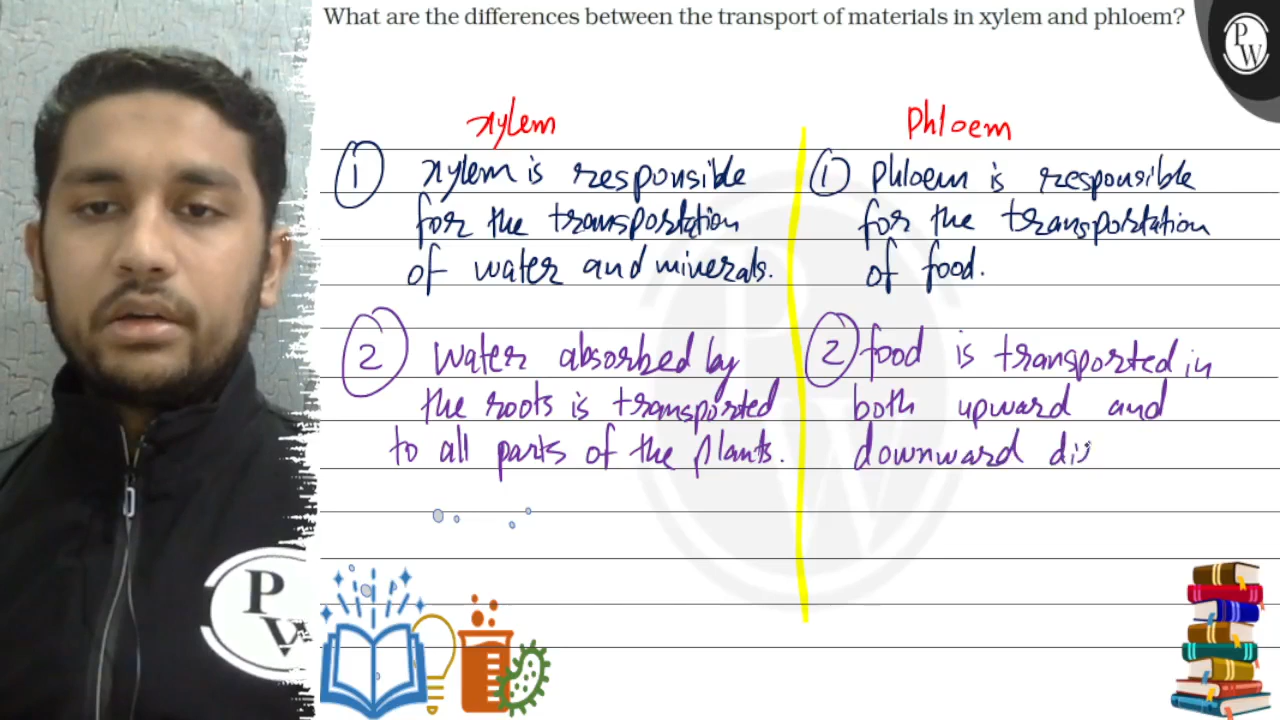 What are the differences between the transport of materials in xylem and phloem?
P
W
xylem
① xylem is responsible
for the transportation
of water and minerals.
② water absorbed by
the roots is transported
to all parts of the plants.
Phloem
① Phloem is responsible
for the transportation
of food.
② food is transported in
both upward and
downward di
P
W